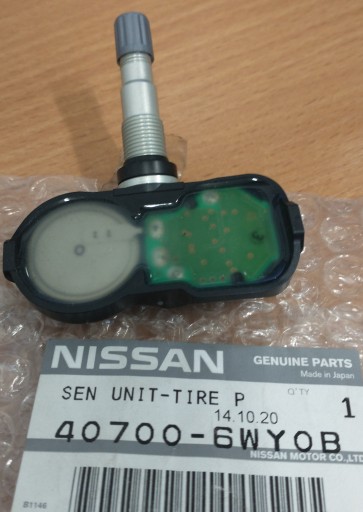 NISSAN GENUINE PARTS
Made in Japan
SEN UNIT-TIRE P Q'TY 1
14.10.20
40700-6WY0B
NISSAN MOTOR CO.,LTD.
B1146